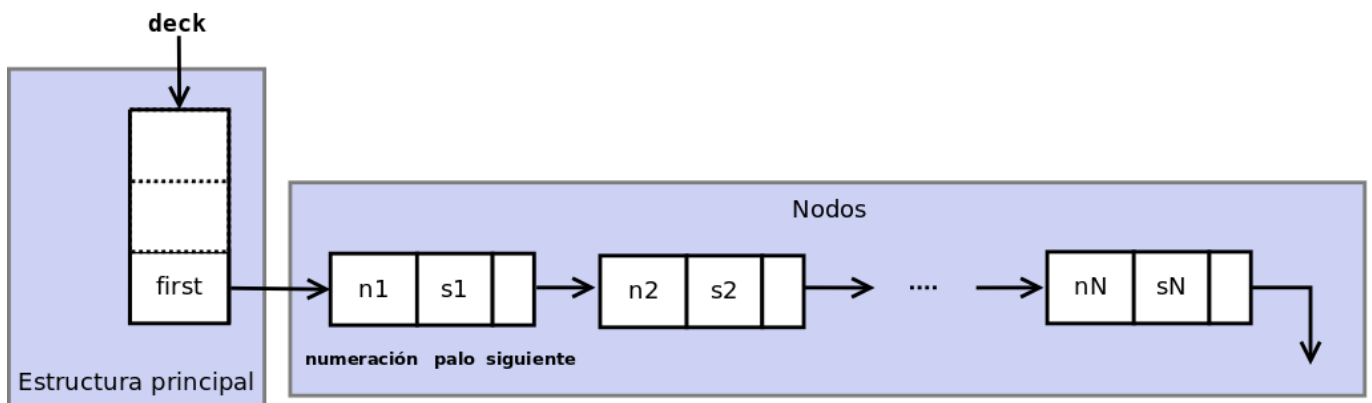 deck
Nodos
first
n1 s1
n2 s2
....
nN sN
numeración palo siguiente
Estructura principal